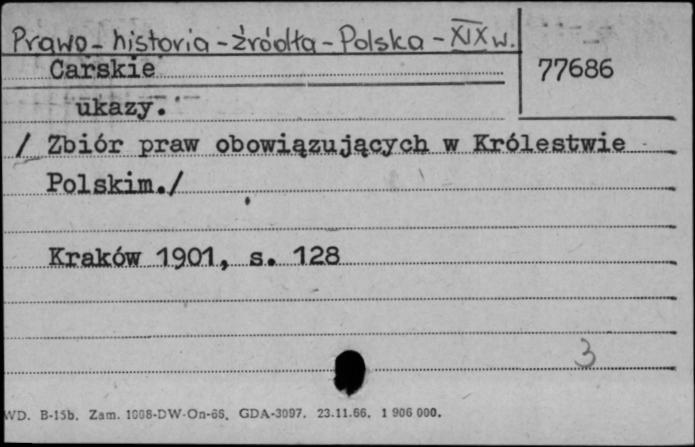 Prawo - historia - źródła - Polska - XIX w.
Carskie
77686
ukazy.
/ Zbiór praw obowiązujących w Królestwie
Polskim./
Kraków 1901, s. 128
3
WD. B-15b. Zam. 1008-DW-On-66. GDA-3097. 23.11.66. 1 906 000.